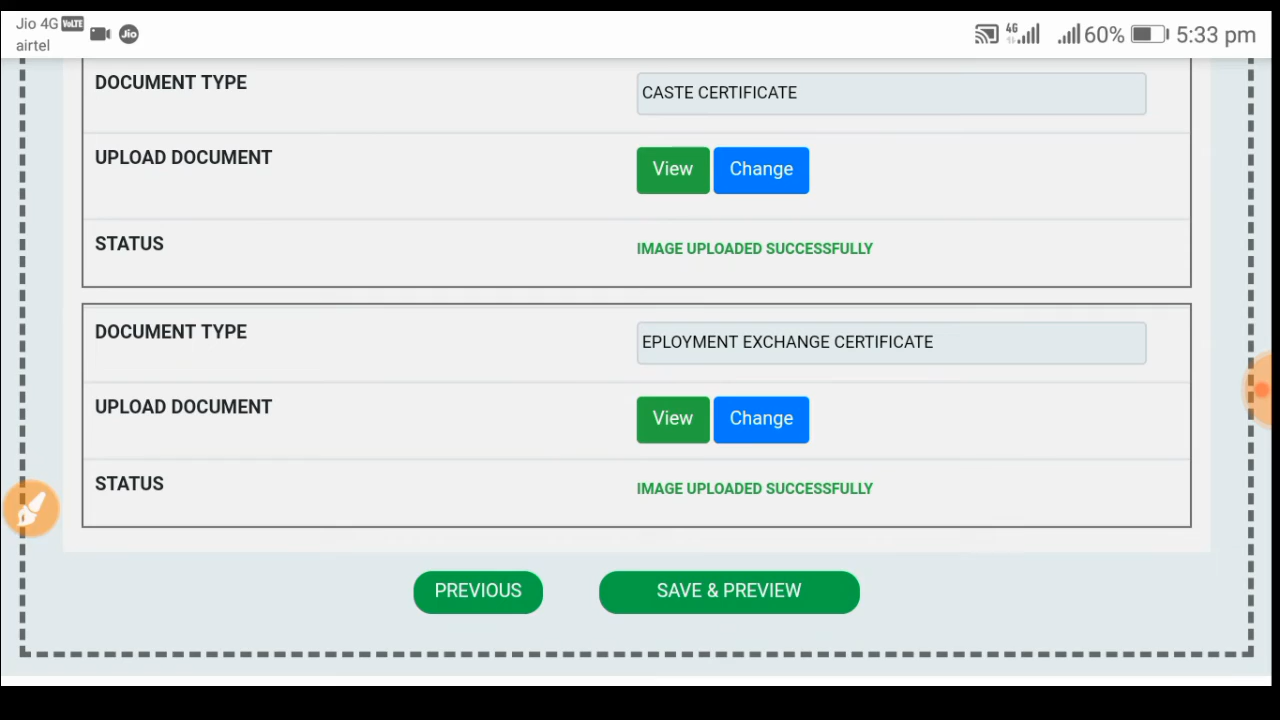 Jio 4G VoLTE Jio 4G 60% 5:33 pm
airtel
DOCUMENT TYPE CASTE CERTIFICATE
UPLOAD DOCUMENT View Change
STATUS IMAGE UPLOADED SUCCESSFULLY
DOCUMENT TYPE EPLOYMENT EXCHANGE CERTIFICATE
UPLOAD DOCUMENT View Change
STATUS IMAGE UPLOADED SUCCESSFULLY
PREVIOUS SAVE & PREVIEW